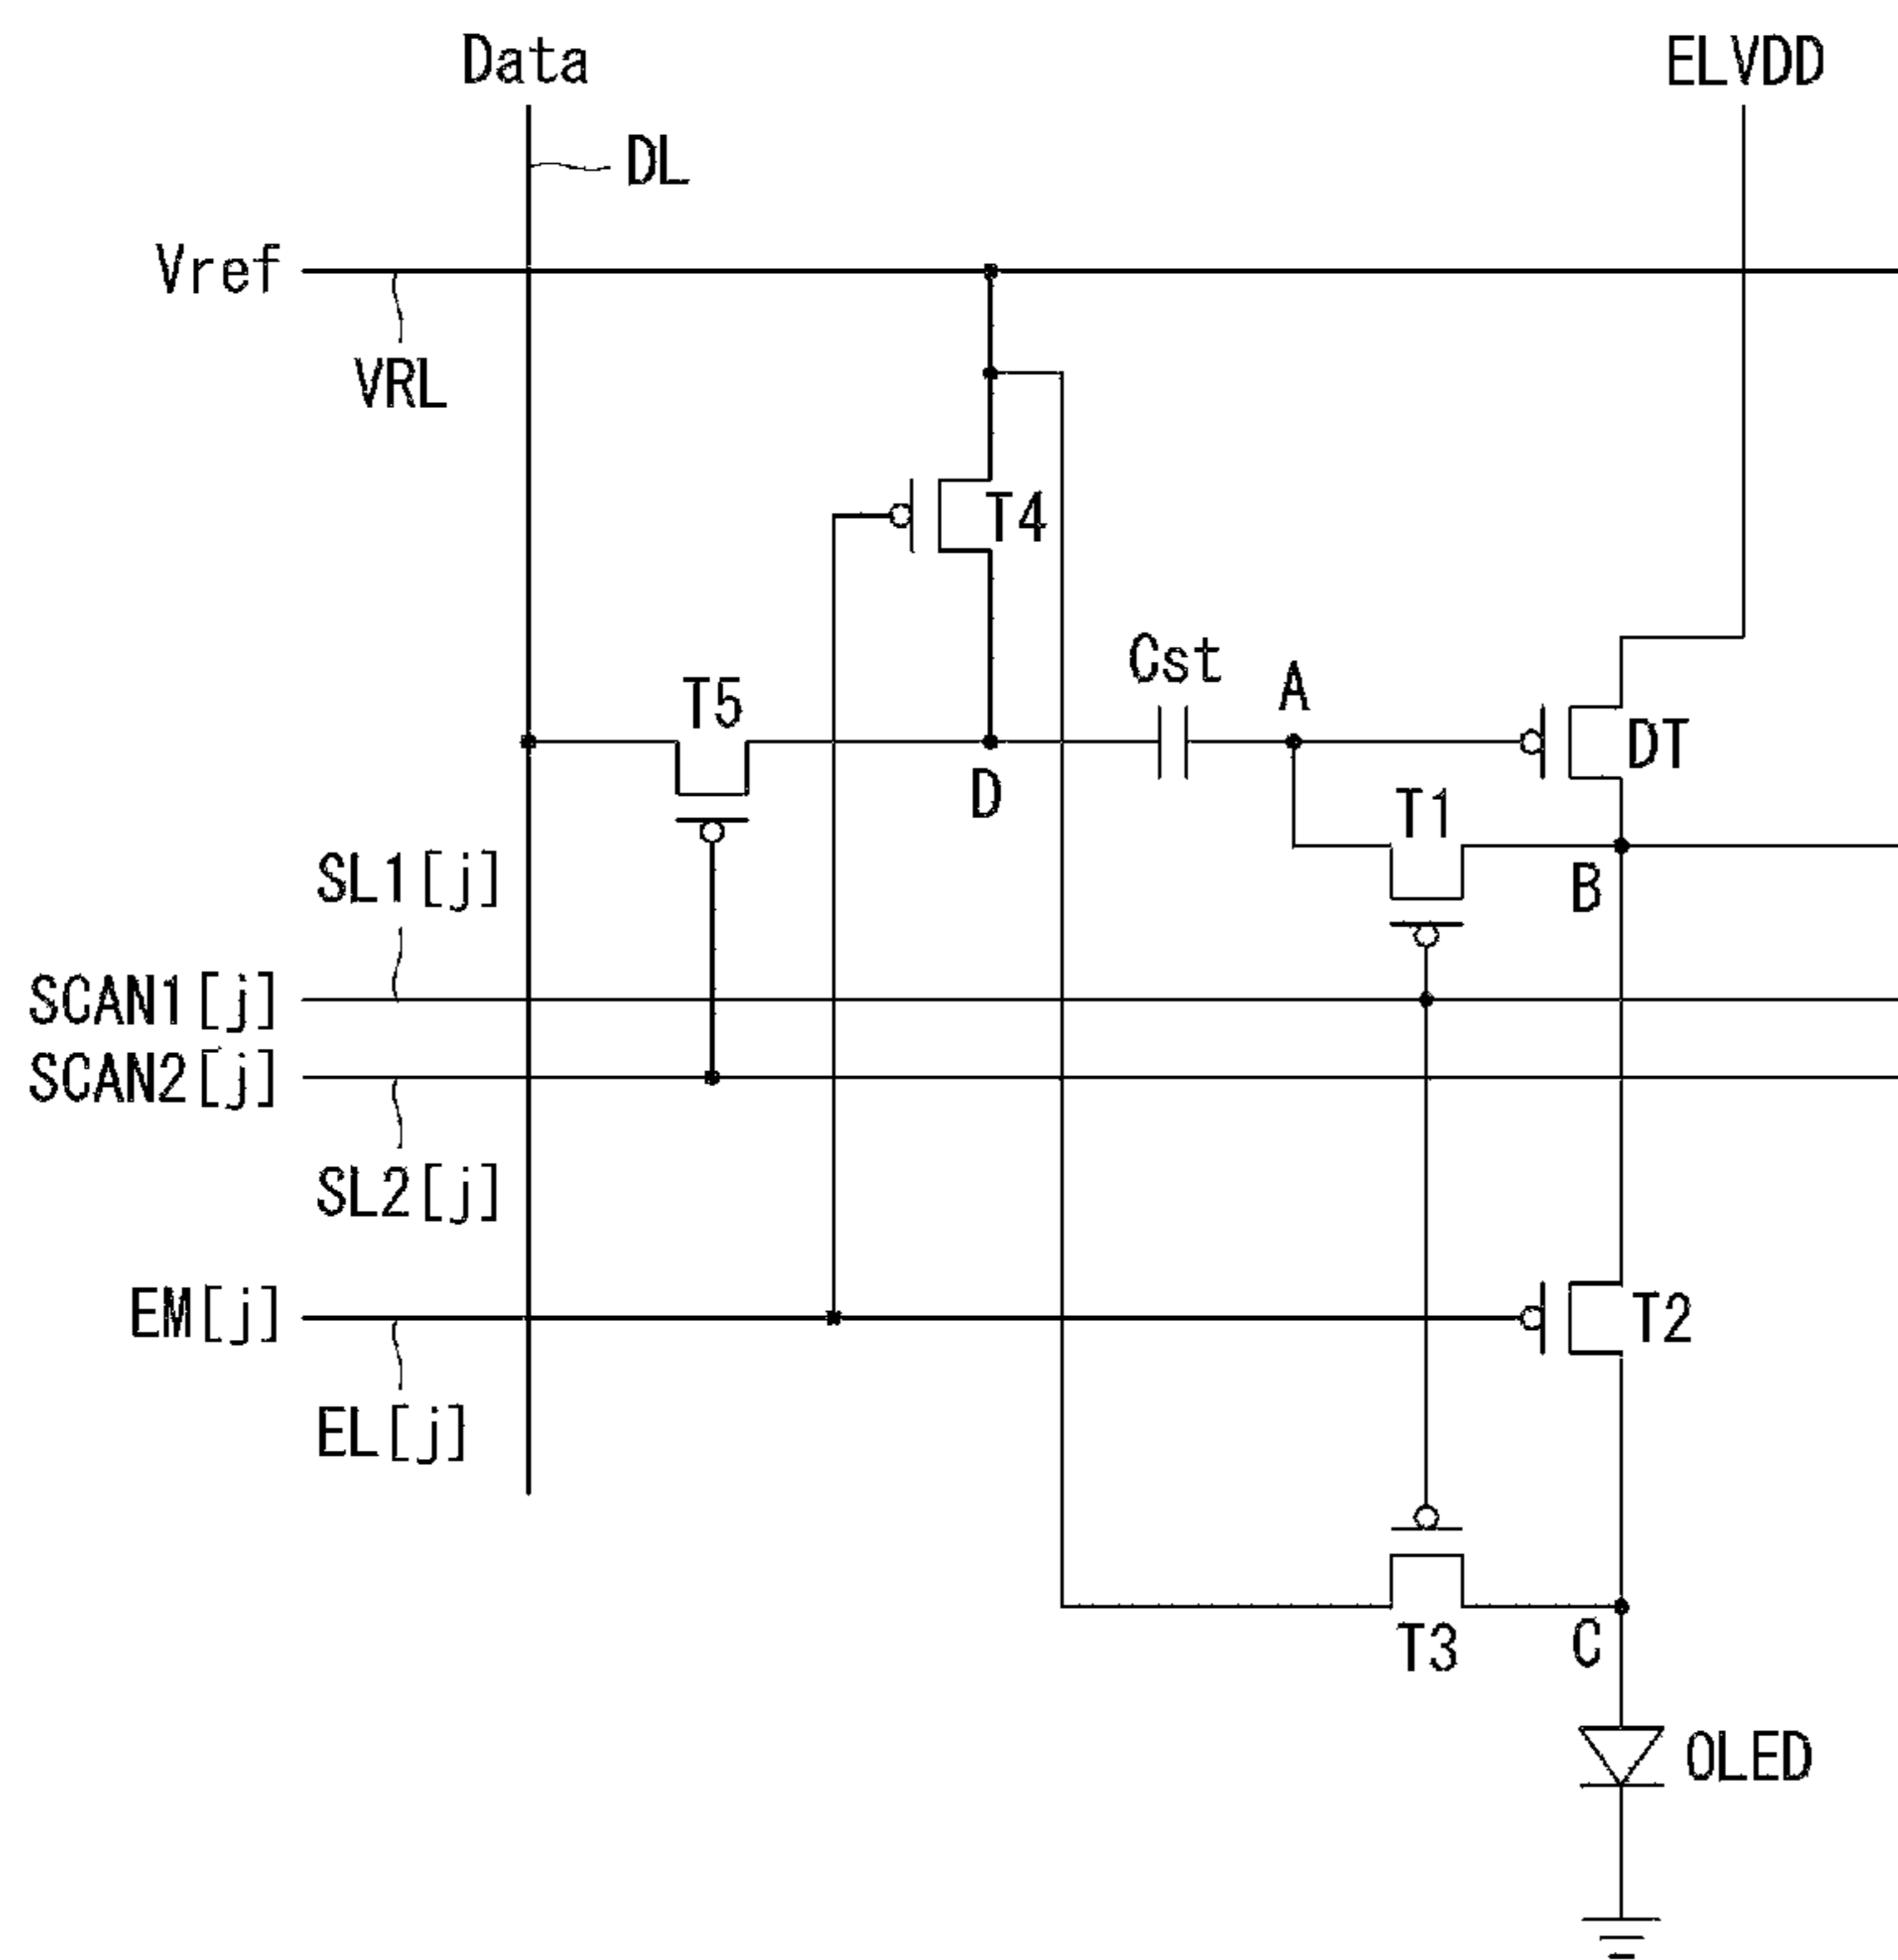 Data
ELVDD
DL
Vref
VRL
T4
Cst
A
T5
DT
D
T1
SL1[j]
B
SCAN1[j]
SCAN2[j]
SL2[j]
EM[j]
T2
EL[j]
T3
C
OLED